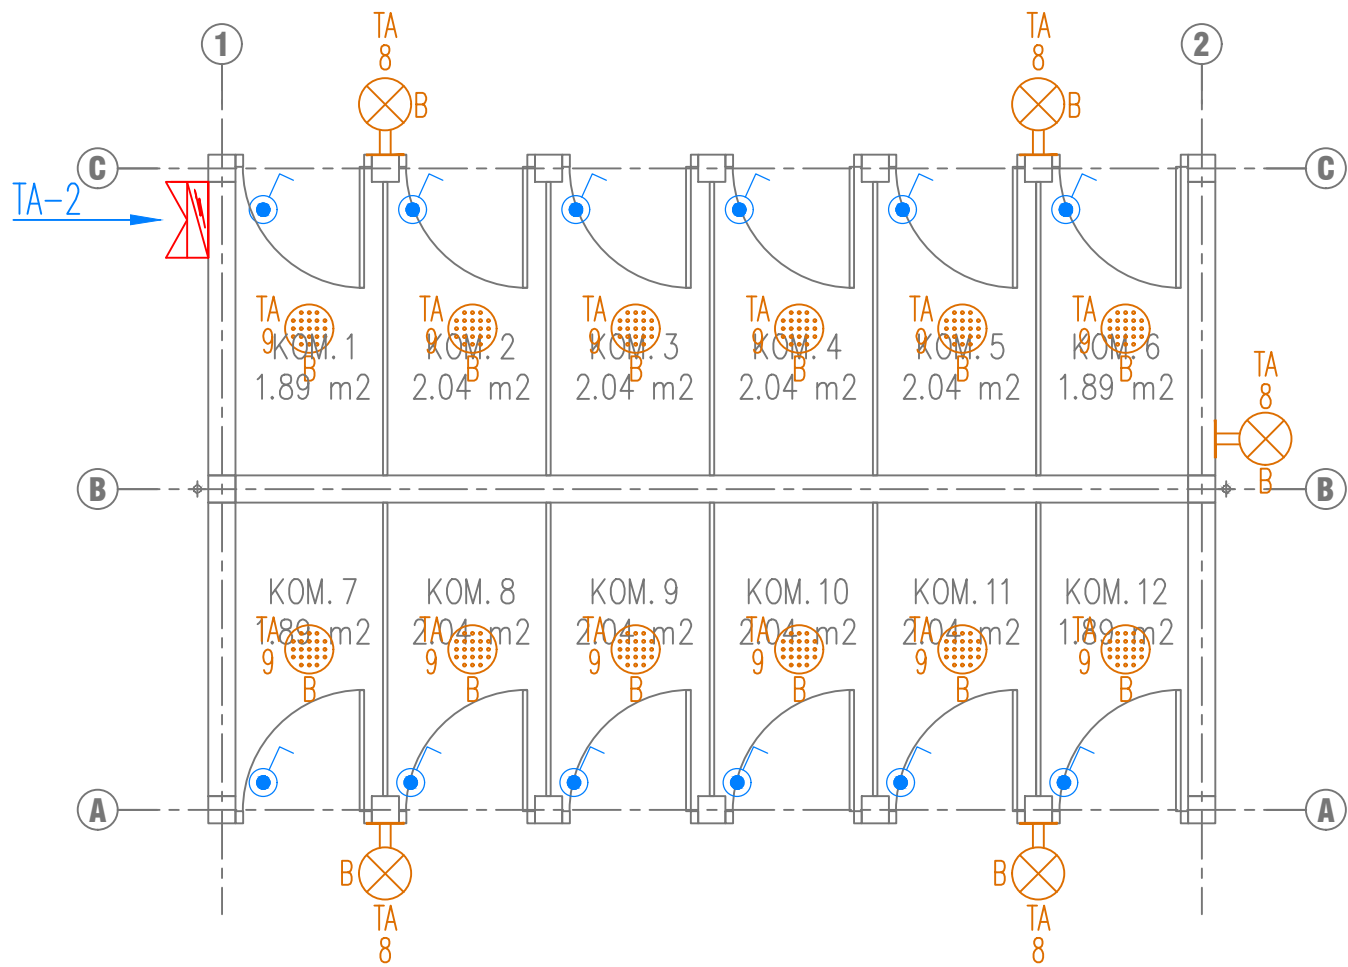 1
TA
8
B
TA
8
B
2
C
C
TA-2
TA
9
B
KOM.1
1.89 m2
TA
9
B
KOM.2
2.04 m2
TA
9
B
KOM.3
2.04 m2
TA
9
B
KOM.4
2.04 m2
TA
9
B
KOM.5
2.04 m2
TA
9
B
KOM.6
1.89 m2
TA
8
B
B
B
KOM.7
1.89 m2
TA
9
B
KOM.8
2.04 m2
TA
9
B
KOM.9
2.04 m2
TA
9
B
KOM.10
2.04 m2
TA
9
B
KOM.11
2.04 m2
TA
9
B
KOM.12
1.89 m2
TA
9
B
A
A
B
TA
8
B
TA
8